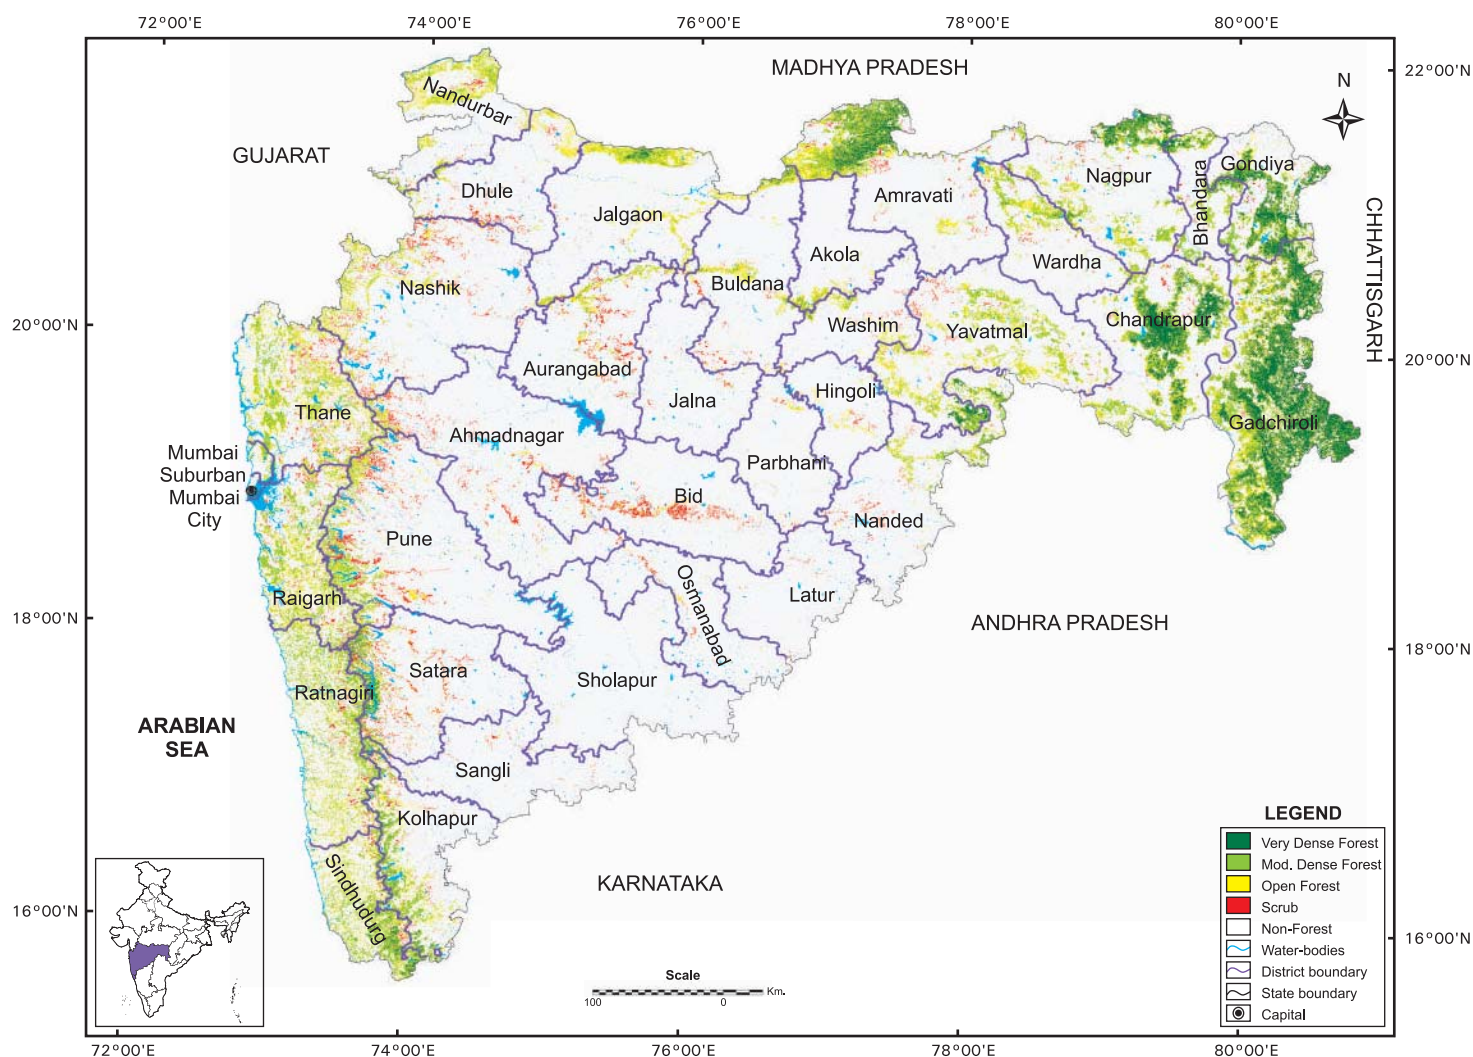 72°00'E
74°00'E
76°00'E
78°00'E
80°00'E
22°00'N
20°00'N
18°00'N
16°00'N
20°00'N
18°00'N
16°00'N
72°00'E
74°00'E
76°00'E
78°00'E
80°00'E
MADHYA PRADESH
N
GUJARAT
CHHATTISGARH
Nandurbar
Dhule
Jalgaon
Amravati
Nagpur
Bhandara
Gondiya
Akola
Buldana
Wardha
Nashik
Washim
Yavatmal
Chandrapur
Aurangabad
Jalna
Hingoli
Gadchiroli
Thane
Ahmadnagar
Parbhani
Mumbai
Suburban
Mumbai
City
Bid
Nanded
Pune
Osmanabad
Latur
Raigarh
ANDHRA PRADESH
Satara
Sholapur
Ratnagiri
ARABIAN
SEA
Sangli
Kolhapur
Sindhudurg
KARNATAKA
Scale
100
0
Km.
LEGEND
Very Dense Forest
Mod. Dense Forest
Open Forest
Scrub
Non-Forest
Water-bodies
District boundary
State boundary
Capital